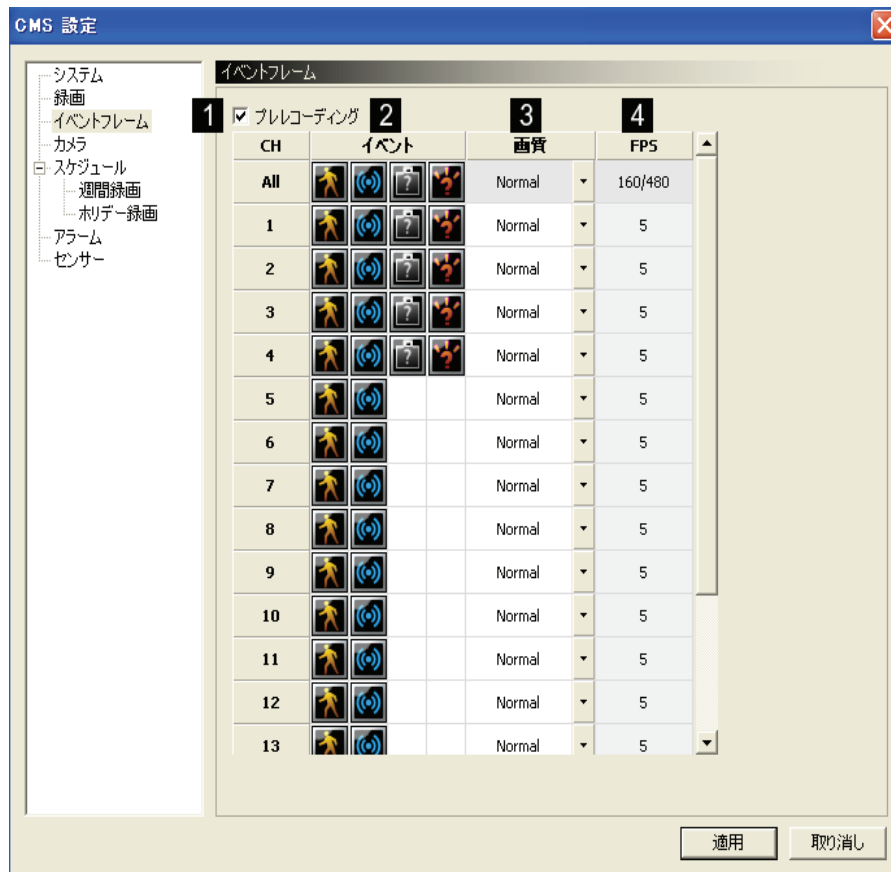 CMS 設定
システム
録画
イベントフレーム
カメラ
スケジュール
週間録画
ホリデー録画
アラーム
センサー
イベントフレーム
1 プレレコーディング 2 3 4
CH イベント 画質 FPS
All ? ? Normal 160/480
1 ? ? Normal 5
2 ? ? Normal 5
3 ? ? Normal 5
4 ? ? Normal 5
5 Normal 5
6 Normal 5
7 Normal 5
8 Normal 5
9 Normal 5
10 Normal 5
11 Normal 5
12 Normal 5
13 Normal 5
適用 取り消し